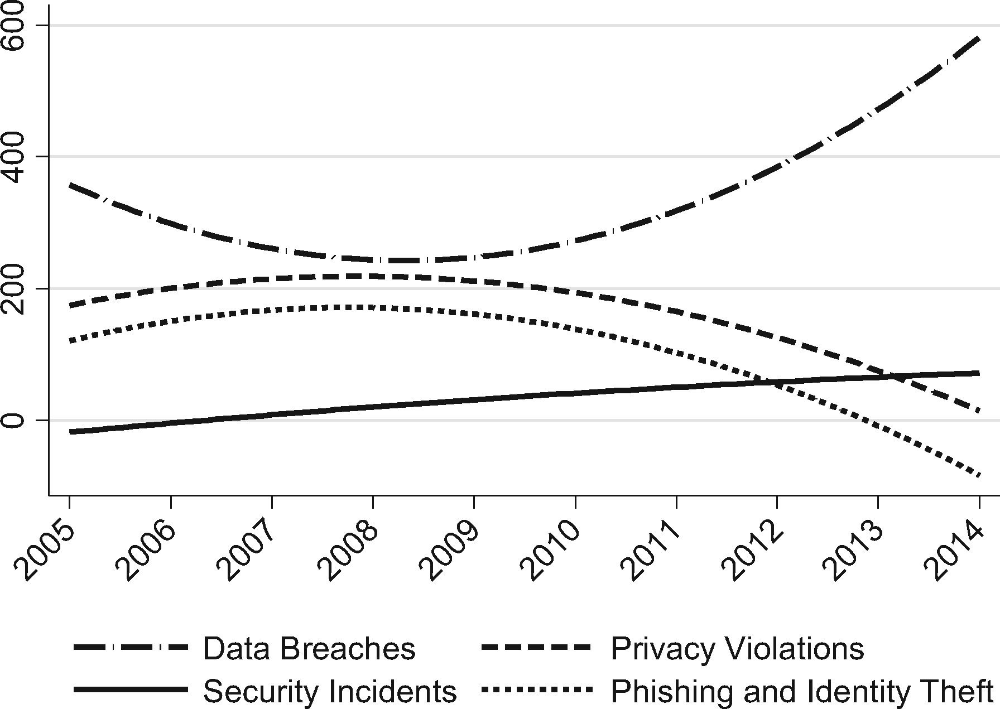 600
400
200
0
2005 2006 2007 2008 2009 2010 2011 2012 2013 2014
Data Breaches Privacy Violations
Security Incidents Phishing and Identity Theft